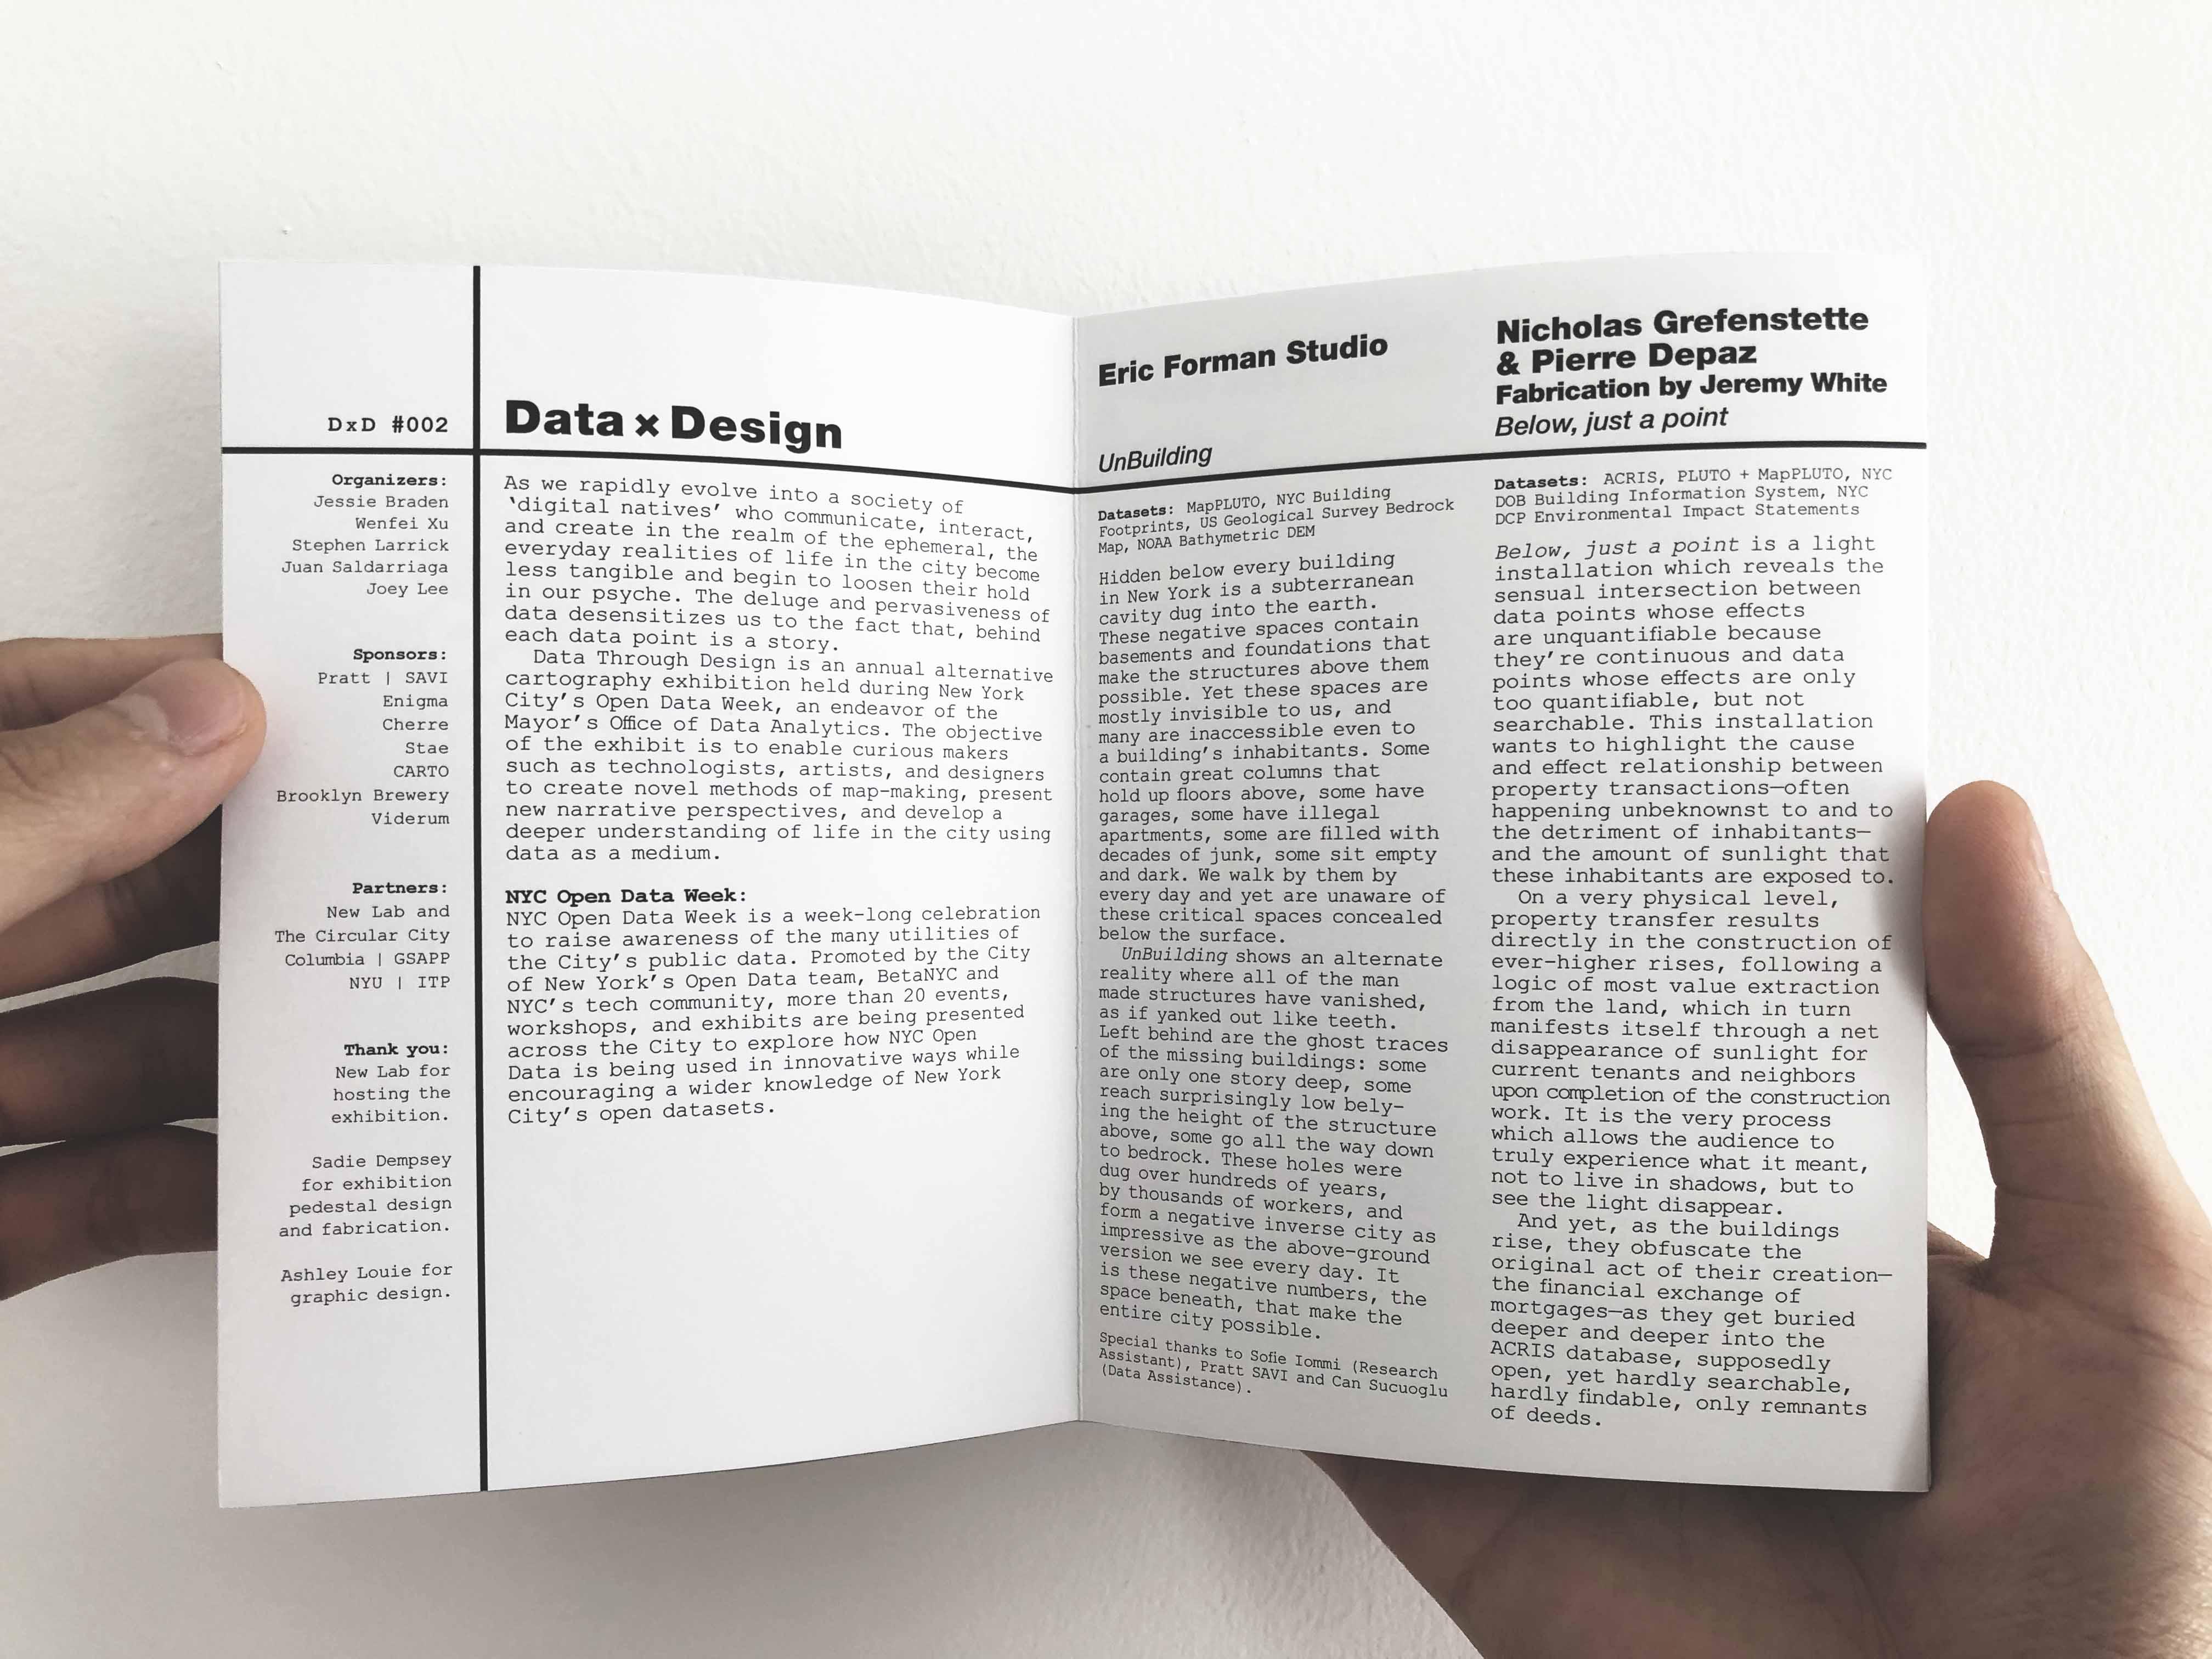 DxD #002
Organizers:
Jessie Braden
Wenfei Xu
Stephen Larrick
Juan Saldarriaga
Joey Lee
Sponsors:
Pratt | SAVI
Enigma
Cherre
Stae
CARTO
Brooklyn Brewery
Viderum
Partners:
New Lab and
The Circular City
Columbia | GSAPP
NYU | ITP
Thank you:
New Lab for
hosting the
exhibition.
Sadie Dempsey
for exhibition
pedestal design
and fabrication.
Ashley Louie for
graphic design.
Data × Design
As we rapidly evolve into a society of
‘digital natives’ who communicate, interact,
and create in the realm of the ephemeral, the
everyday realities of life in the city become
less tangible and begin to loosen their hold
in our psyche. The deluge and pervasiveness of
data desensitizes us to the fact that, behind
each data point is a story.
Data Through Design is an annual alternative
cartography exhibition held during New York
City’s Open Data Week, an endeavor of the
Mayor’s Office of Data Analytics. The objective
of the exhibit is to enable curious makers
such as technologists, artists, and designers
to create novel methods of map-making, present
new narrative perspectives, and develop a
deeper understanding of life in the city using
data as a medium.
NYC Open Data Week:
NYC Open Data Week is a week-long celebration
to raise awareness of the many utilities of
the City’s public data. Promoted by the City
of New York’s Open Data team, BetaNYC and
NYC’s tech community, more than 20 events,
workshops, and exhibits are being presented
across the City to explore how NYC Open
Data is being used in innovative ways while
encouraging a wider knowledge of New York
City’s open datasets.
Eric Forman Studio
UnBuilding
Datasets: MapPLUTO, NYC Building
Footprints, US Geological Survey Bedrock
Map, NOAA Bathymetric DEM
Hidden below every building
in New York is a subterranean
cavity dug into the earth.
These negative spaces contain
basements and foundations that
make the structures above them
possible. Yet these spaces are
mostly invisible to us, and
many are inaccessible even to
a building’s inhabitants. Some
contain great columns that
hold up floors above, some have
garages, some have illegal
apartments, some are filled with
decades of junk, some sit empty
and dark. We walk by them by
every day and yet are unaware of
these critical spaces concealed
below the surface.
UnBuilding shows an alternate
reality where all of the man
made structures have vanished,
as if yanked out like teeth.
Left behind are the ghost traces
of the missing buildings: some
are only one story deep, some
reach surprisingly low bely-
ing the height of the structure
above, some go all the way down
to bedrock. These holes were
dug over hundreds of years,
by thousands of workers, and
form a negative inverse city as
impressive as the above-ground
version we see every day. It
is these negative numbers, the
space beneath, that make the
entire city possible.
Special thanks to Sofie Iommi (Research
Assistant), Pratt SAVI and Can Sucuoglu
(Data Assistance).
Nicholas Grefenstette
& Pierre Depaz
Fabrication by Jeremy White
Below, just a point
Datasets: ACRIS, PLUTO + MapPLUTO, NYC
DOB Building Information System, NYC
DCP Environmental Impact Statements
Below, just a point is a light
installation which reveals the
sensual intersection between
data points whose effects
are unquantifiable because
they’re continuous and data
points whose effects are only
too quantifiable, but not
searchable. This installation
wants to highlight the cause
and effect relationship between
property transactions—often
happening unbeknownst to and to
the detriment of inhabitants—
and the amount of sunlight that
these inhabitants are exposed to.
On a very physical level,
property transfer results
directly in the construction of
ever-higher rises, following a
logic of most value extraction
from the land, which in turn
manifests itself through a net
disappearance of sunlight for
current tenants and neighbors
upon completion of the construction
work. It is the very process
which allows the audience to
truly experience what it meant,
not to live in shadows, but to
see the light disappear.
And yet, as the buildings
rise, they obfuscate the
original act of their creation—
the financial exchange of
mortgages—as they get buried
deeper and deeper into the
ACRIS database, supposedly
open, yet hardly searchable,
hardly findable, only remnants
of deeds.